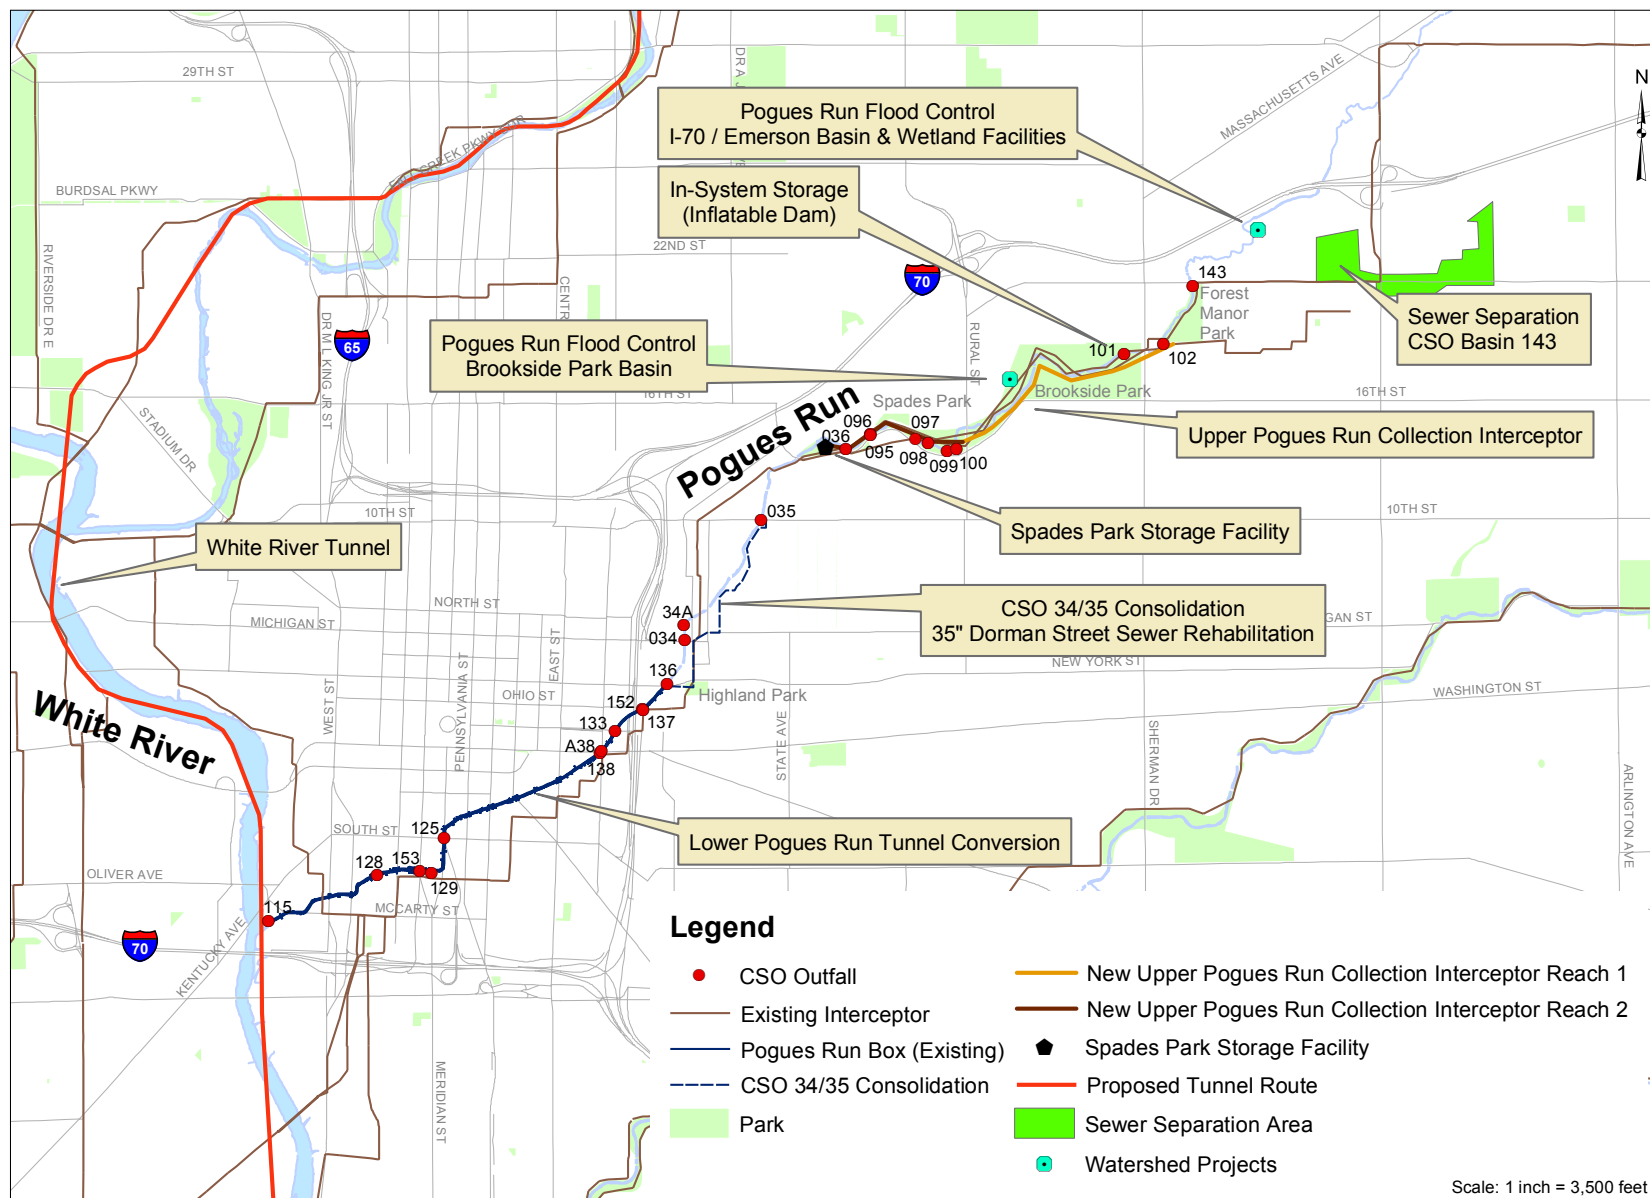 29TH ST
BURDSAL PKWY
RIVERSIDE DR E
MASSACHUSETTS AVE
N
Pogues Run Flood Control
I-70 / Emerson Basin & Wetland Facilities
In-System Storage
(Inflatable Dam)
22ND ST
70
65
DR M L KING JR ST
CENTR
RURAL ST
143
Forest
Manor
Park
Sewer Separation
CSO Basin 143
Pogues Run Flood Control
Brookside Park Basin
101
102
16TH ST
16TH ST
Brookside Park
Spades Park
Pogues Run
096
097
036
095
098
099
100
Upper Pogues Run Collection Interceptor
STADIUM DR
10TH ST
10TH ST
035
Spades Park Storage Facility
White River Tunnel
NORTH ST
MICHIGAN ST
34A
034
CSO 34/35 Consolidation
35" Dorman Street Sewer Rehabilitation
GAN ST
NEW YORK ST
WASHINGTON ST
EAST ST
136
Highland Park
OHIO ST
152
137
133
A38
138
WEST ST
PENNSYLVANIA ST
STATE AVE
SHERMAN DR
ARLINGTON AVE
White River
SOUTH ST
125
Lower Pogues Run Tunnel Conversion
OLIVER AVE
128
153
129
115
MCCARTY ST
KENTUCKY AVE
70
MERIDIAN ST
Legend
CSO Outfall
Existing Interceptor
Pogues Run Box (Existing)
CSO 34/35 Consolidation
Park
New Upper Pogues Run Collection Interceptor Reach 1
New Upper Pogues Run Collection Interceptor Reach 2
Spades Park Storage Facility
Proposed Tunnel Route
Sewer Separation Area
Watershed Projects
Scale: 1 inch = 3,500 feet